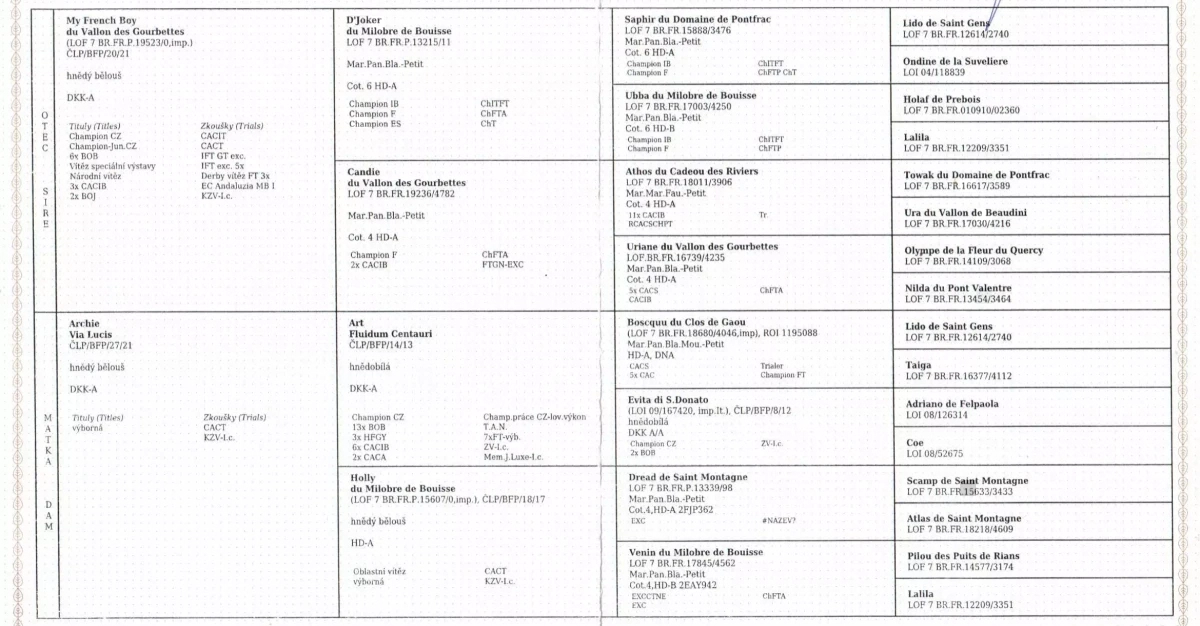 OTEC
SIRE
My French Boy
du Vallon des Gourbettes
(LOF 7 BR.FR.P.19523/0,imp.)
ČLP/BFP/20/21
hnědý bělouš
DKK-A
Tituly (Titles) Zkoušky (Trials)
Champion CZ CACIT
Champion-Jun.CZ CACT
6x BOB IFT GT exc.
Vítěz speciální výstavy IFT exc. 5x
Národní vítěz Derby vítěz FT 3x
3x CACIB EC Andaluzia MB 1
2x BOJ KZV-I.c.
MATKA
DAM
Archie
Via Lucis
ČLP/BFP/27/21
hnědý bělouš
DKK-A
Tituly (Titles) Zkoušky (Trials)
výborná CACT
KZV-I.c.
D'Joker
du Milobre de Bouisse
LOF 7 BR.FR.P.13215/11
Mar.Pan.Bla.-Petit
Cot. 6 HD-A
Champion IB ChITFT
Champion F ChFTA
Champion ES ChT
Candie
du Vallon des Gourbettes
LOF 7 BR.FR.19236/4782
Mar.Pan.Bla.-Petit
Cot. 4 HD-A
Champion F ChFTA
2x CACIB FTGN-EXC
Art
Fluidum Centauri
ČLP/BFP/14/13
hnědobílá
DKK-A
Champion CZ Champ.práce CZ-lov.výkon
13x BOB T.A.N.
3x HFGY 7xFT-výb.
6x CACIB ZV-I.c.
2x CACA Mem.J.Luxe-I.c.
Holly
du Milobre de Bouisse
(LOF 7 BR.FR.P.15607/0,imp.), ČLP/BFP/18/17
hnědý bělouš
HD-A
Oblastní vítěz CACT
výborná KZV-I.c.
Saphir du Domaine de Pontfrac
LOF 7 BR.FR.15888/3476
Mar.Pan.Bla.-Petit
Cot. 6 HD-A
Champion IB ChITFT
Champion F ChFTP ChT
Ubba du Milobre de Bouisse
LOF 7 BR.FR.17003/4250
Mar.Pan.Bla.-Petit
Cot. 6 HD-B
Champion IB ChITFT
Champion F ChFTP
Athos du Cadeou des Riviers
LOF 7 BR.FR.18011/3906
Mar.Mar.Fau.-Petit
Cot. 4 HD-A
11x CACIB Tr.
RCACSCHPT
Uriane du Vallon des Gourbettes
LOF.BR.FR.16739/4235
Mar.Pan.Bla.-Petit
Cot. 4 HD-A
5x CACS ChFTA
CACIB
Boscquu du Clos de Gaou
(LOF 7 BR.FR.18680/4046,imp), ROI 1195088
Mar.Pan.Bla.Mou.-Petit
HD-A, DNA
CACS Trialer
5x CAC Champion FT
Evita di S.Donato
(LOI 09/167420, imp.It.), ČLP/BFP/8/12
hnědobílá
DKK A/A
Champion CZ ZV-I.c.
2x BOB
Dread de Saint Montagne
LOF 7 BR.FR.P.13339/98
Mar.Pan.Bla.-Petit
Cot.4,HD-A 2FJP362
EXC #NAZEV?
Venin du Milobre de Bouisse
LOF 7 BR.FR.17845/4562
Mar.Pan.Bla.-Petit
Cot.4,HD-B 2EAY942
EXCCTNE ChFTA
EXC
Lido de Saint Gens
LOF 7 BR.FR.12614/2740
Ondine de la Suveliere
LOI 04/118839
Holaf de Prebois
LOF 7 BR.FR.010910/02360
Lalila
LOF 7 BR.FR.12209/3351
Towak du Domaine de Pontfrac
LOF 7 BR.FR.16617/3589
Ura du Vallon de Beaudini
LOF 7 BR.FR.17030/4216
Olympe de la Fleur du Quercy
LOF 7 BR.FR.14109/3068
Nilda du Pont Valentre
LOF 7 BR.FR.13454/3464
Lido de Saint Gens
LOF 7 BR.FR.12614/2740
Taiga
LOF 7 BR.FR.16377/4112
Adriano de Felpaola
LOI 08/126314
Coe
LOI 08/52675
Scamp de Saint Montagne
LOF 7 BR.FR.15633/3433
Atlas de Saint Montagne
LOF 7 BR.FR.18218/4609
Pilou des Puits de Rians
LOF 7 BR.FR.14577/3174
Lalila
LOF 7 BR.FR.12209/3351